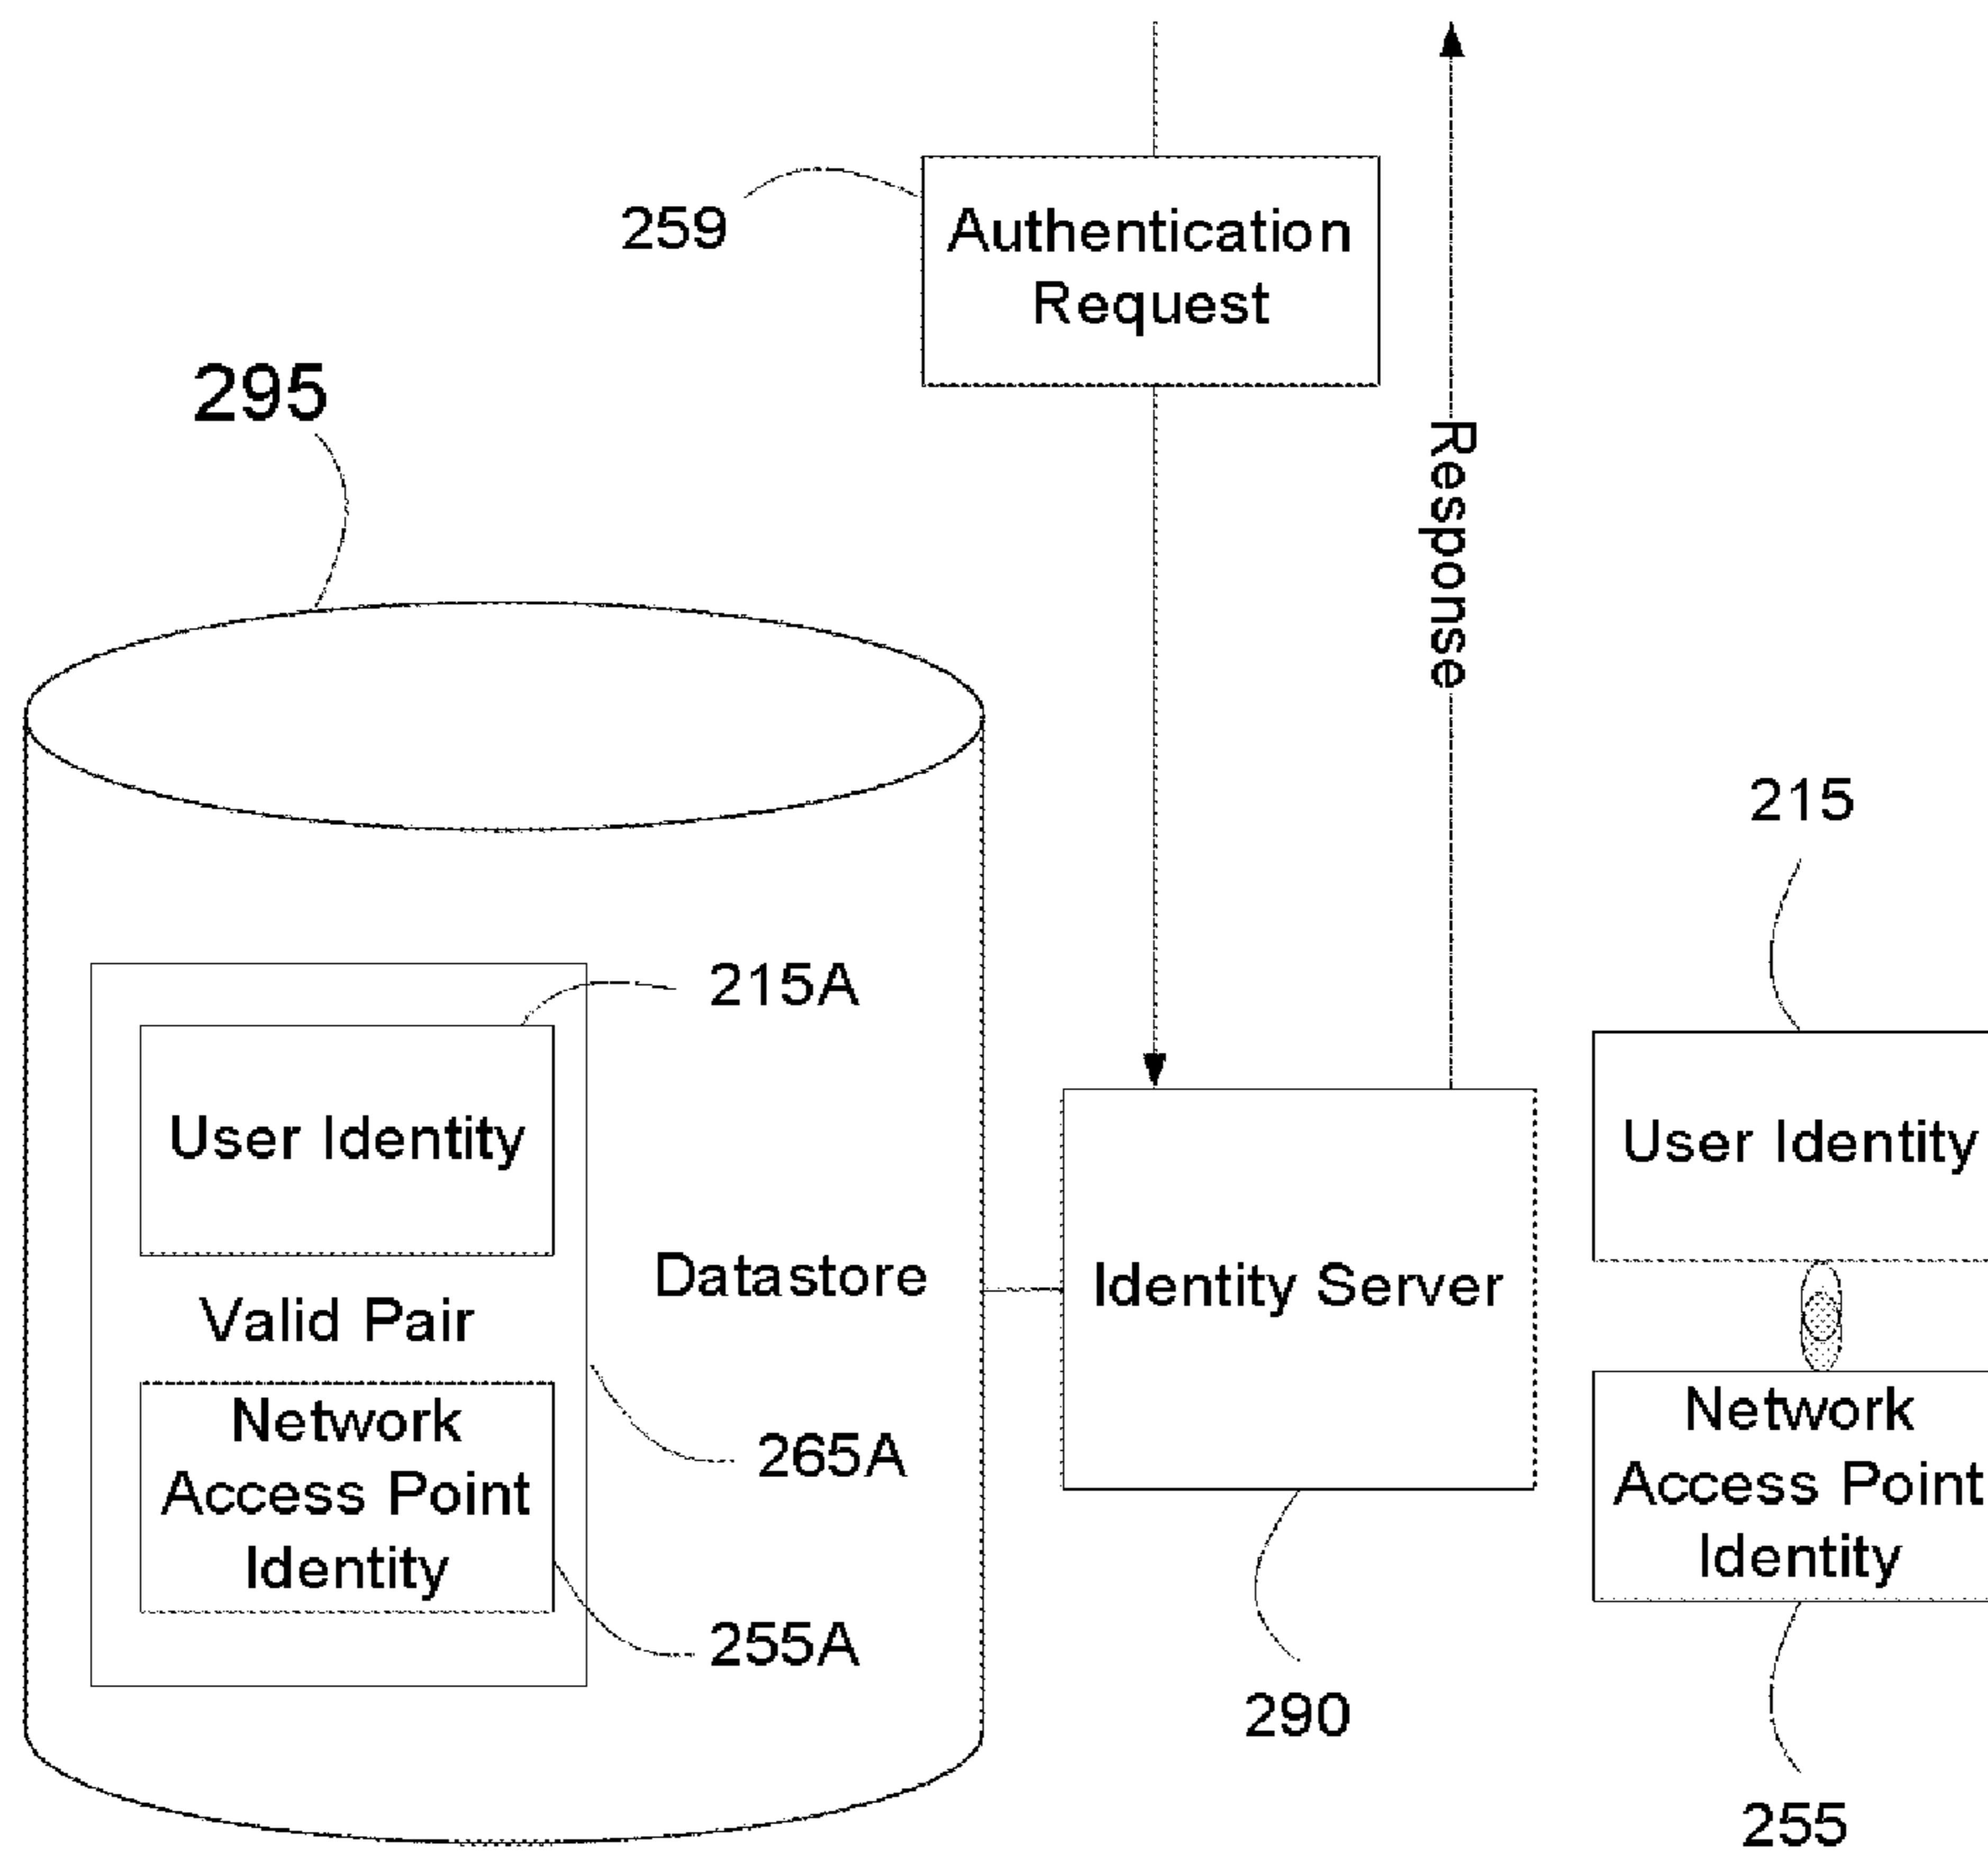 259
Authentication
Request
295
Response
215
215A
User Identity
Valid Pair
Network
Access Point
Identity
Datastore
265A
255A
Identity Server
290
User Identity
Network
Access Point
Identity
255